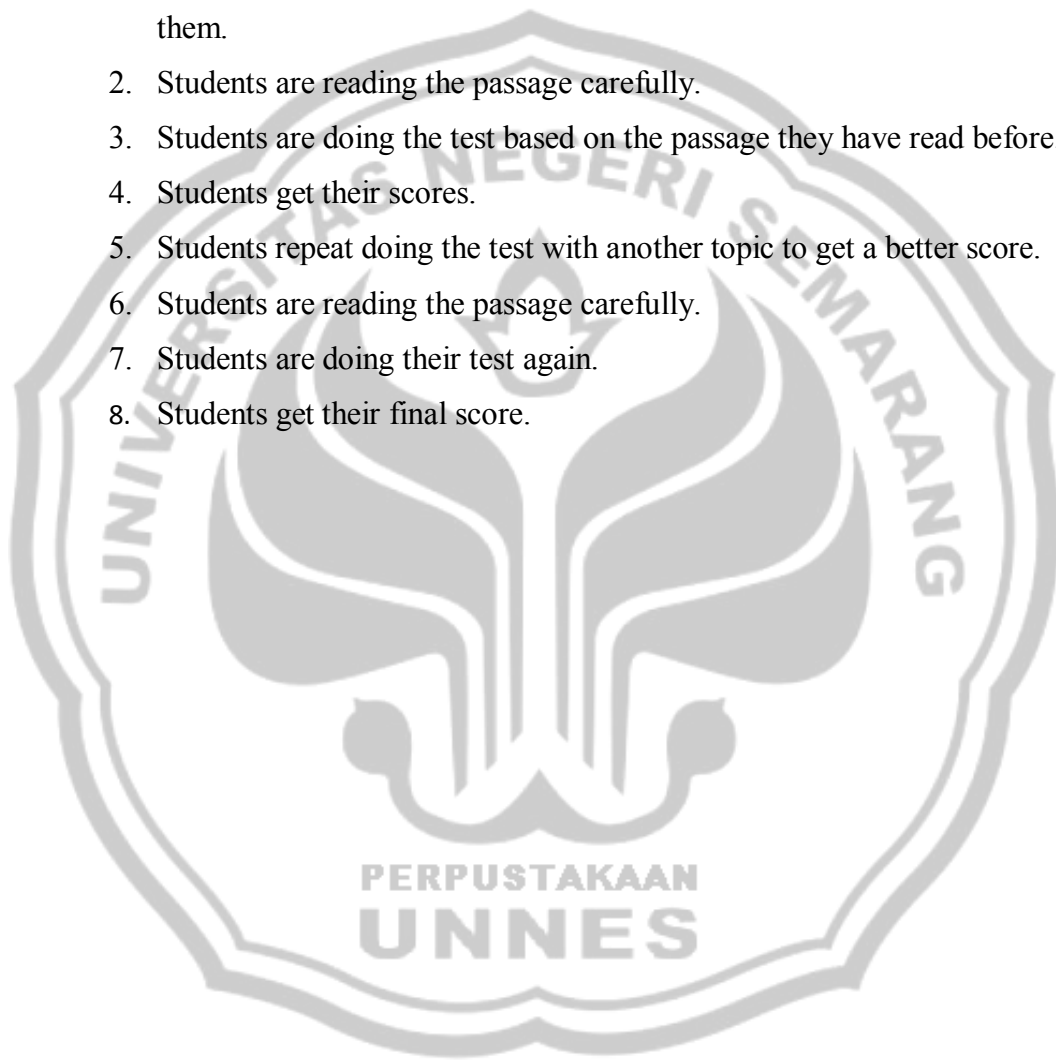 them.
2. Students are reading the passage carefully.
3. Students are doing the test based on the passage they have read before.
4. Students get their scores.
5. Students repeat doing the test with another topic to get a better score.
6. Students are reading the passage carefully.
7. Students are doing their test again.
8. Students get their final score.
UNIVERSITAS NEGERI SEMARANG
PERPUSTAKAAN
UNNES